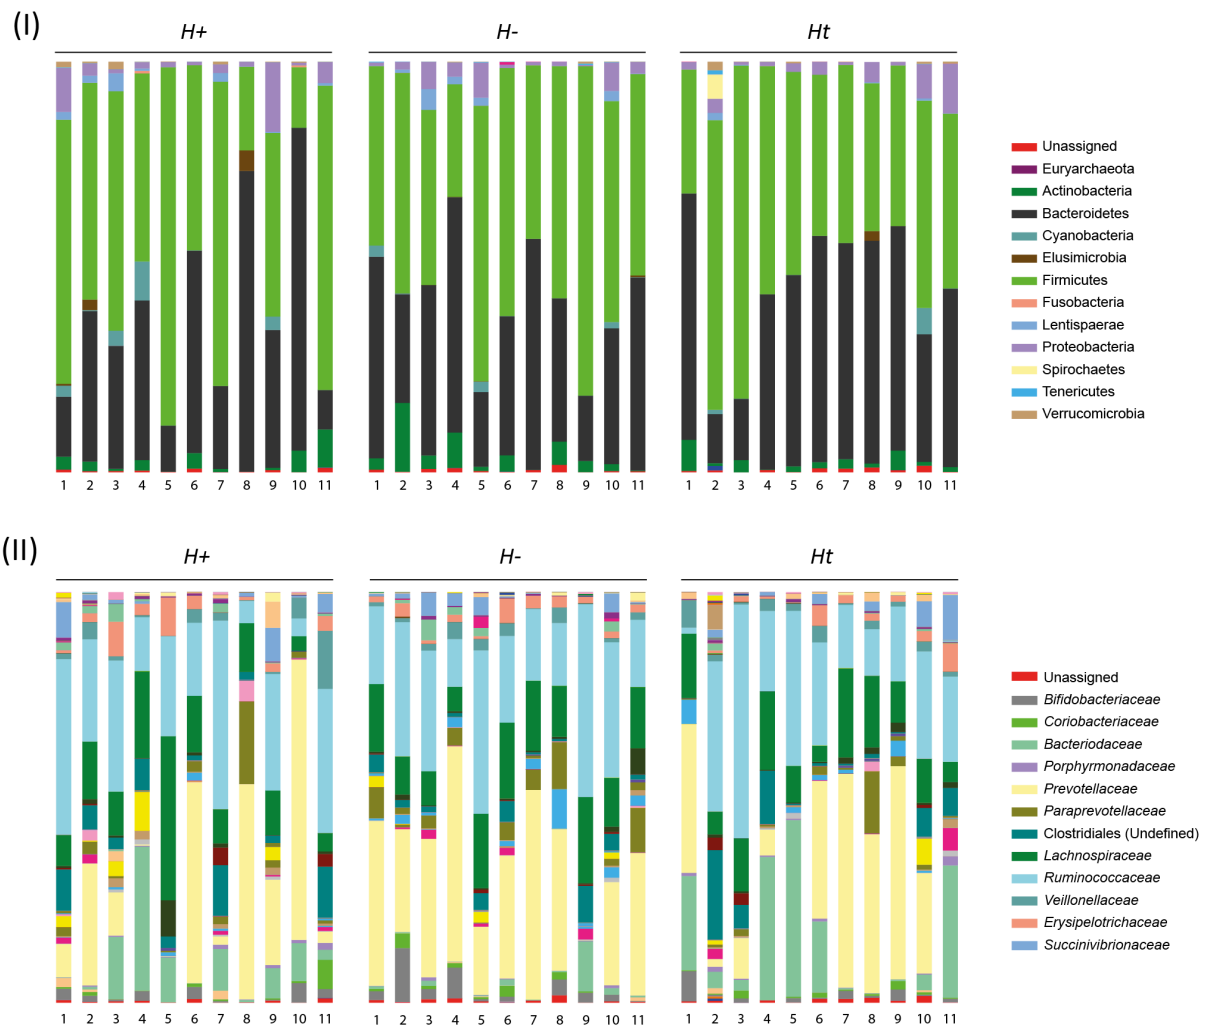 (I)
H+ H- Ht
Unassigned
Euryarchaeota
Actinobacteria
Bacteroidetes
Cyanobacteria
Elusimicrobia
Firmicutes
Fusobacteria
Lentispaerae
Proteobacteria
Spirochaetes
Tenericutes
Verrucomicrobia
1 2 3 4 5 6 7 8 9 10 11 1 2 3 4 5 6 7 8 9 10 11 1 2 3 4 5 6 7 8 9 10 11
(II)
H+ H- Ht
Unassigned
Bifidobacteriaceae
Coriobacteriaceae
Bacteriodaceae
Porphyrmonadaceae
Prevotellaceae
Paraprevotellaceae
Clostridiales (Undefined)
Lachnospiraceae
Ruminococcaceae
Veillonellaceae
Erysipelotrichaceae
Succinivibrionaceae
1 2 3 4 5 6 7 8 9 10 11 1 2 3 4 5 6 7 8 9 10 11 1 2 3 4 5 6 7 8 9 10 11